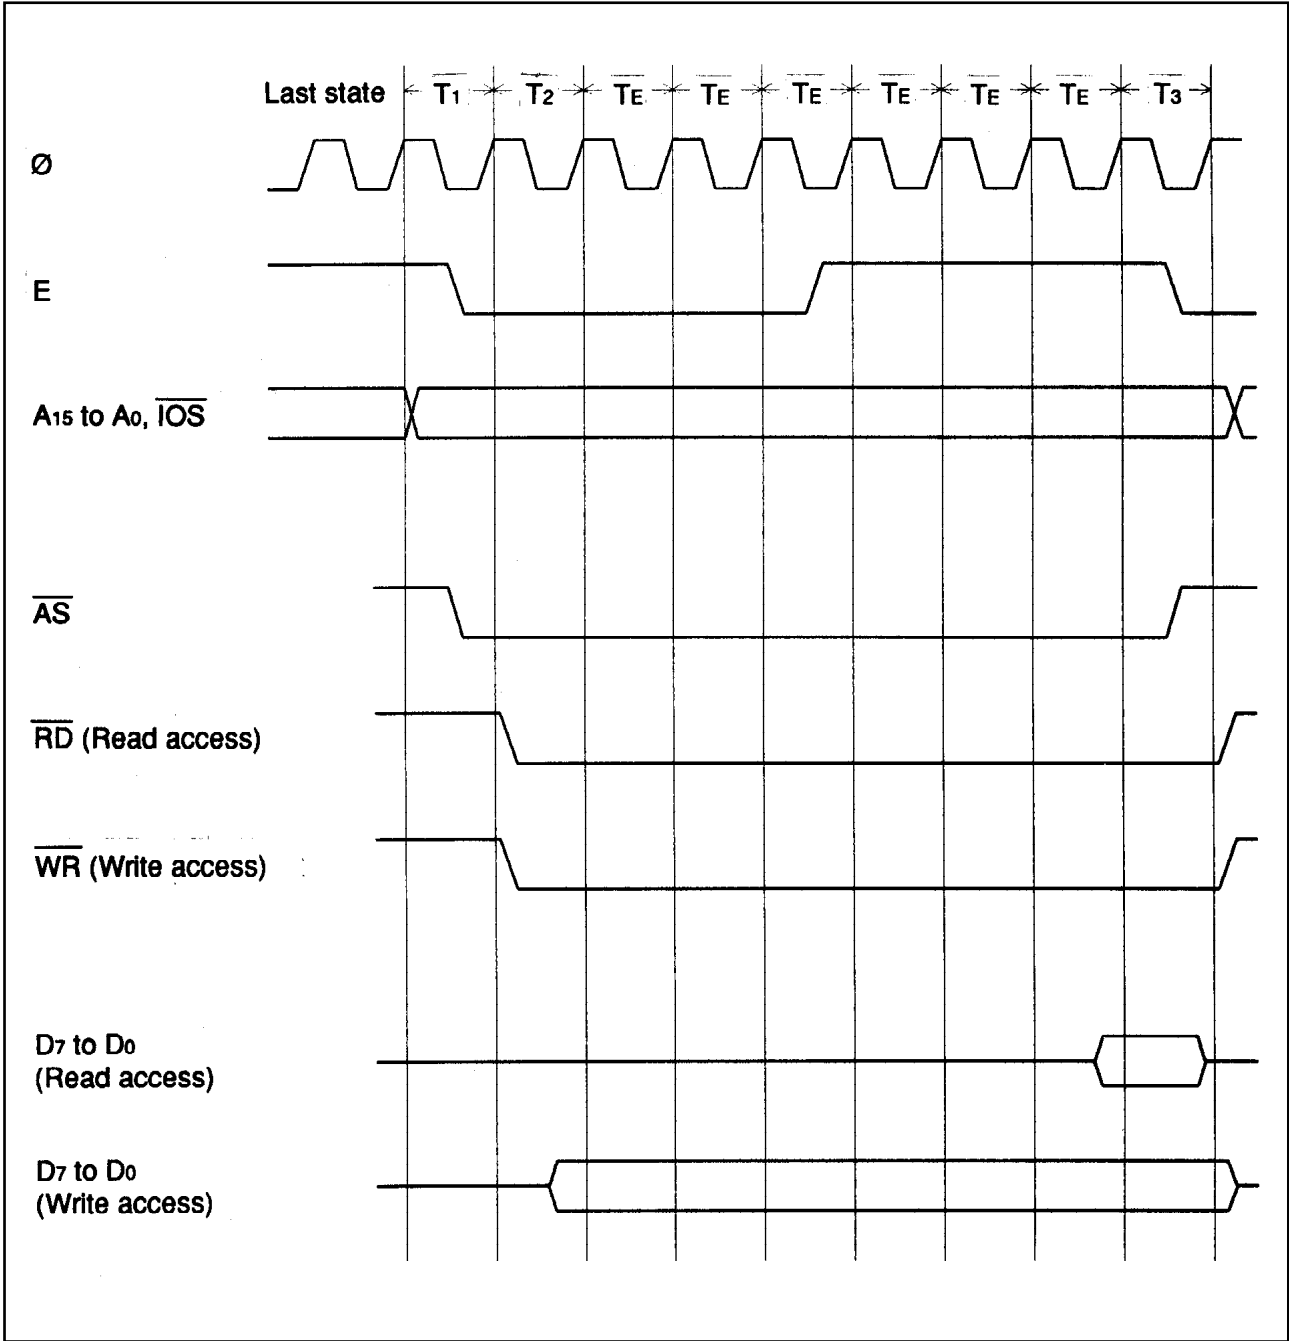 Last state T1 T2 TE TE TE TE TE TE T3
Ø
E
A15 to A0, IOS
AS
RD (Read access)
WR (Write access)
D7 to D0
(Read access)
D7 to D0
(Write access)